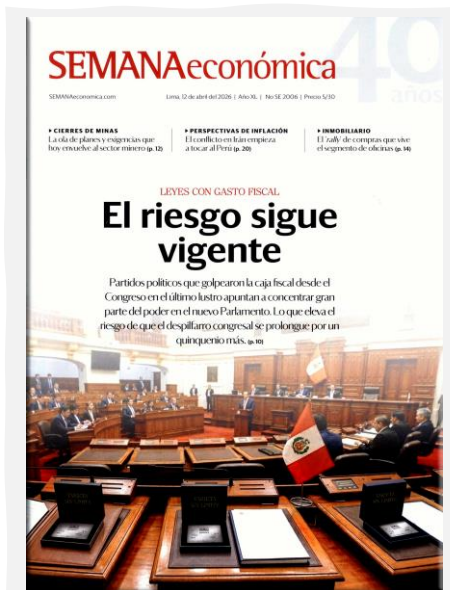 SEMANAeconómica
40
años
SEMANAeconomica.com
Lima, 12 de abril del 2026 | Año XL | No SE 2006 | Precio S/30
CIERRES DE MINAS
La ola de planes y exigencias que
hoy envuelve al sector minero (p. 12)
PERSPECTIVAS DE INFLACIÓN
El conflicto en Irán empieza
a tocar al Perú (p. 20)
INMOBILIARIO
El ‘rally’ de compras que vive
el segmento de oficinas (p. 14)
LEYES CON GASTO FISCAL
El riesgo sigue
vigente
Partidos políticos que golpearon la caja fiscal desde el
Congreso en el último lustro apuntan a concentrar gran
parte del poder en el nuevo Parlamento. Lo que eleva el
riesgo de que el despilfarro congresal se prolongue por un
quinquenio más. (p. 10)